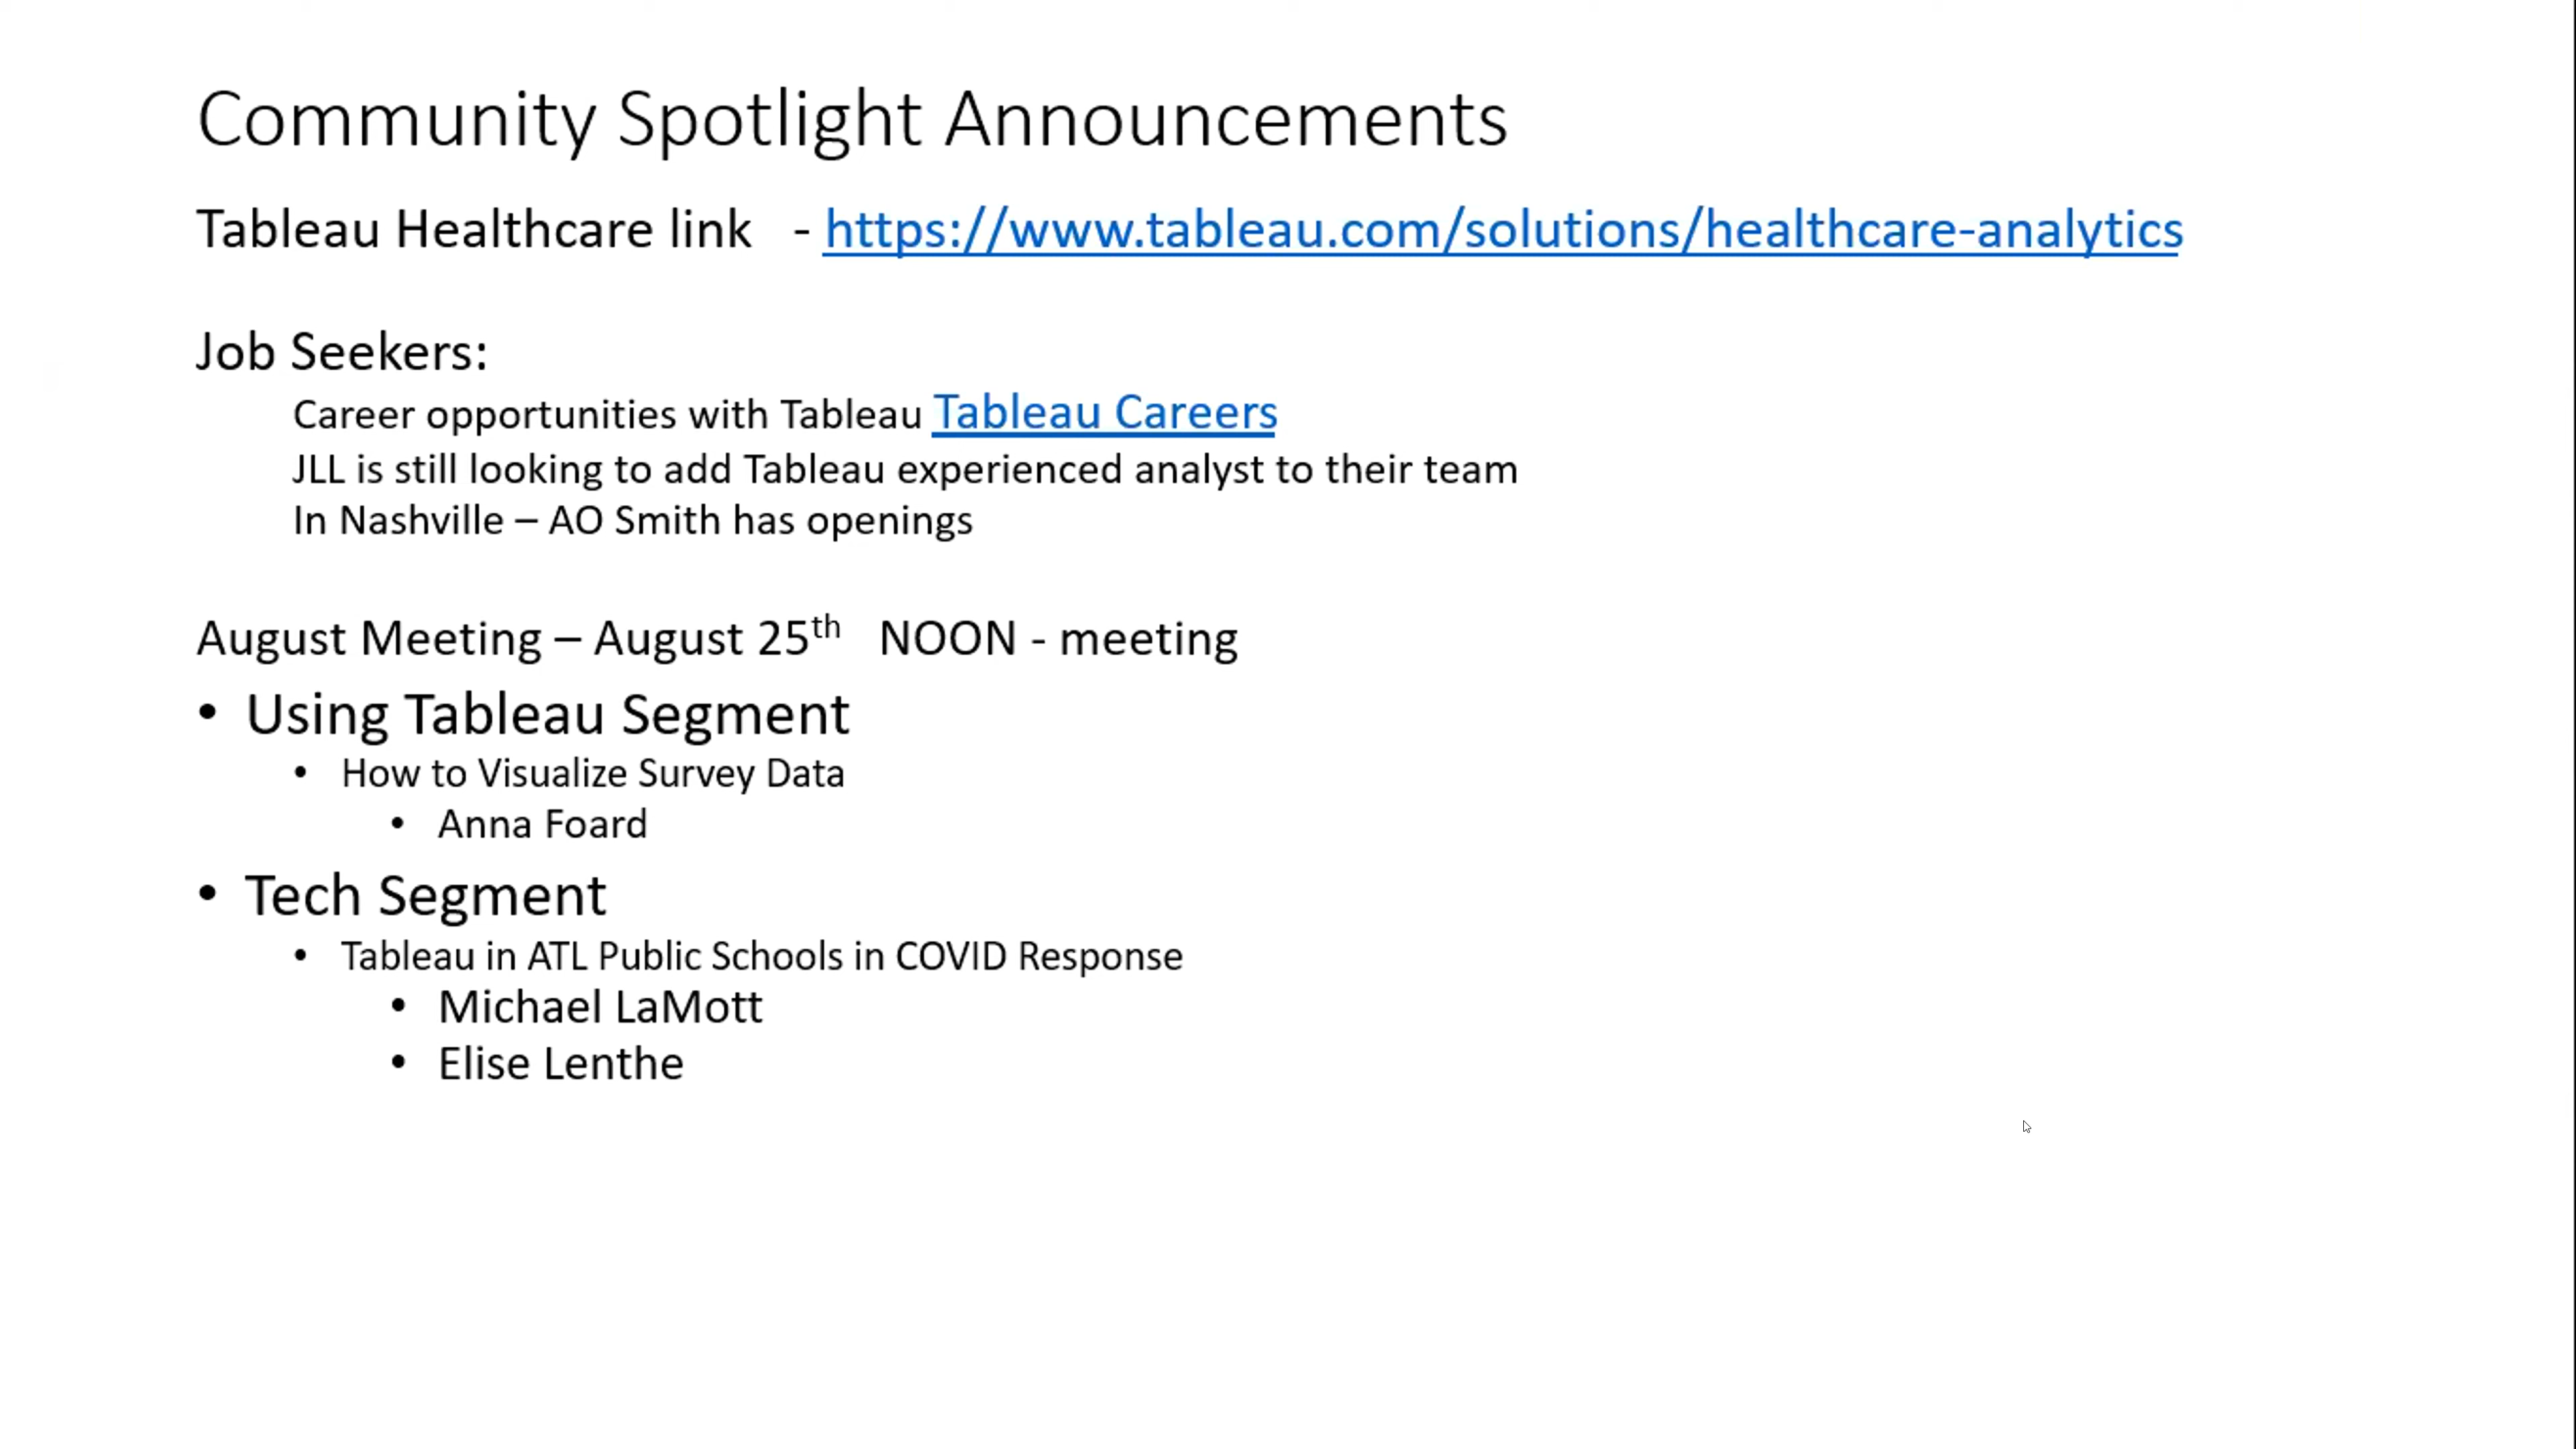 Community Spotlight Announcements
Tableau Healthcare link - https://www.tableau.com/solutions/healthcare-analytics
Job Seekers:
Career opportunities with Tableau Tableau Careers
JLL is still looking to add Tableau experienced analyst to their team
In Nashville – AO Smith has openings
August Meeting – August 25th NOON - meeting
• Using Tableau Segment
• How to Visualize Survey Data
• Anna Foard
• Tech Segment
• Tableau in ATL Public Schools in COVID Response
• Michael LaMott
• Elise Lenthe